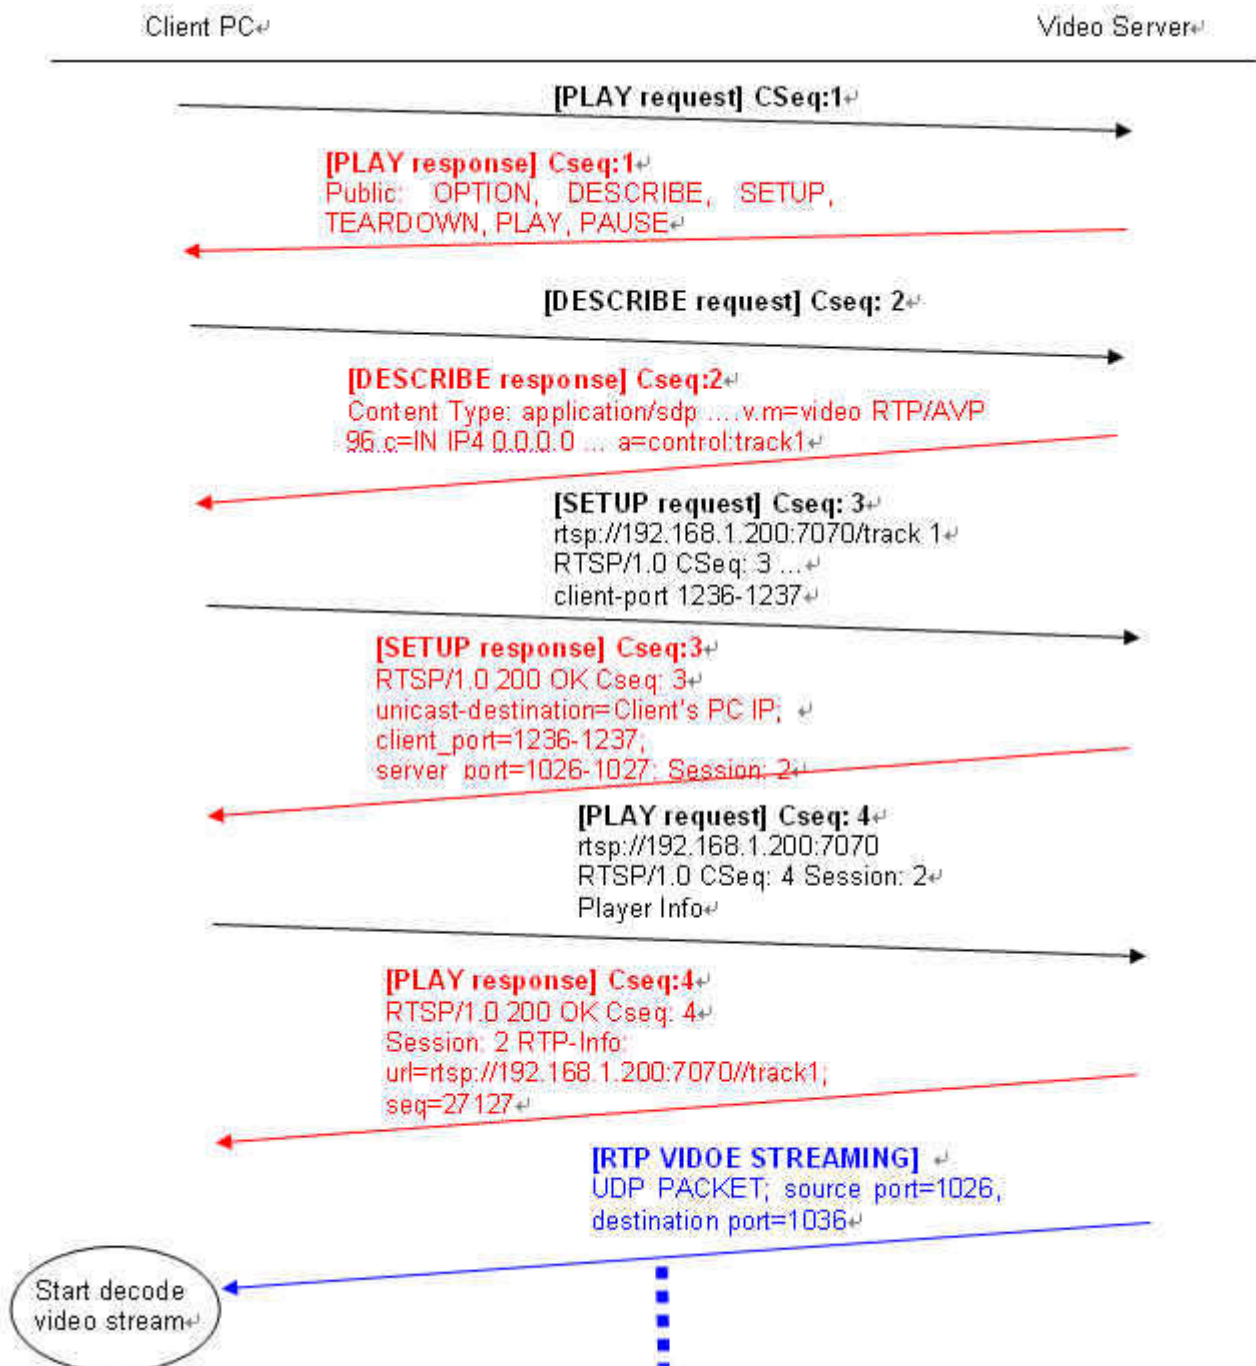 Client PC
Video Server
[PLAY request] CSeq:1
[PLAY response] Cseq:1
Public: OPTION, DESCRIBE, SETUP,
TEARDOWN, PLAY, PAUSE
[DESCRIBE request] Cseq: 2
[DESCRIBE response] Cseq:2
Content Type: application/sdp ....v.m=video RTP/AVP
96.c=IN IP4 0.0.0.0 ... a=control:track1
[SETUP request] Cseq: 3
rtsp://192.168.1.200:7070/track 1
RTSP/1.0 CSeq: 3 ...
client-port 1236-1237
[SETUP response] Cseq:3
RTSP/1.0 200 OK Cseq: 3
unicast-destination=Client's PC IP;
client_port=1236-1237;
server_port=1026-1027; Session: 2
[PLAY request] Cseq: 4
rtsp://192.168.1.200:7070
RTSP/1.0 CSeq: 4 Session: 2
Player Info
[PLAY response] Cseq:4
RTSP/1.0 200 OK Cseq: 4
Session: 2 RTP-Info:
url=rtsp://192.168.1.200:7070//track1;
seq=27127
[RTP VIDOE STREAMING]
UDP PACKET; source port=1026,
destination port=1036
Start decode
video stream